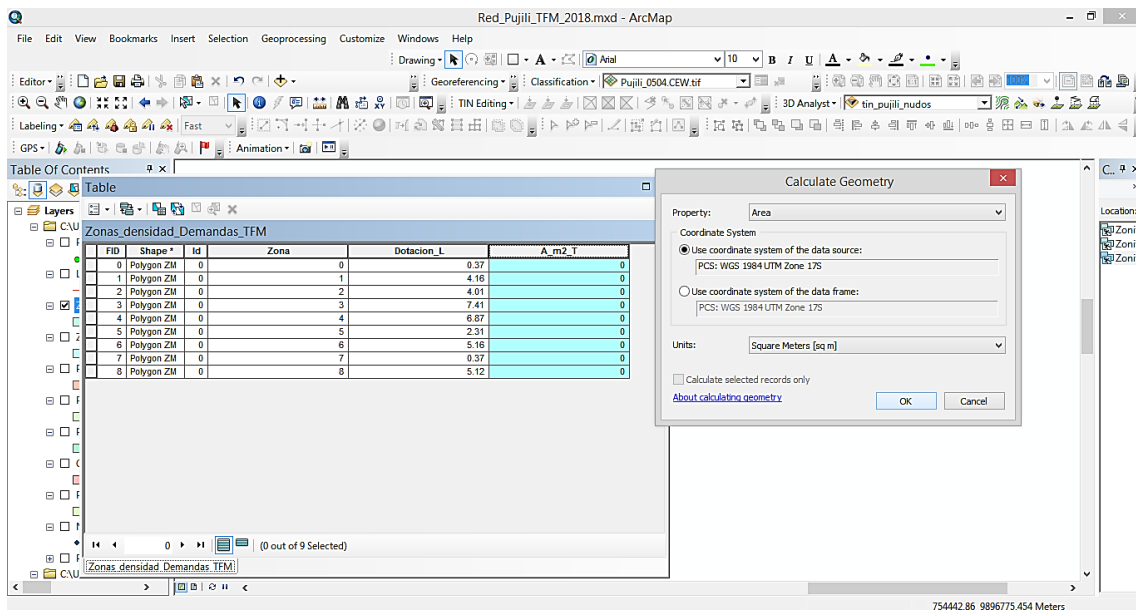 Red_Pujili_TFM_2018.mxd - ArcMap
File Edit View Bookmarks Insert Selection Geoprocessing Customize Windows Help
Drawing A Arial 10 B I U A
Editor Georeferencing Classification Pujili_0504.CEW.tif 100%
TIN Editing 3D Analyst tin_pujili_nudos
Labeling Fast
GPS Animation
Table Of Contents
Layers
Table
Zonas_densidad_Demandas_TFM
FID Shape * Id Zona Dotacion_L A_m2_T
0 Polygon ZM 0 0 0.37 0
1 Polygon ZM 0 1 4.16 0
2 Polygon ZM 0 2 4.01 0
3 Polygon ZM 0 3 7.41 0
4 Polygon ZM 0 4 6.87 0
5 Polygon ZM 0 5 2.31 0
6 Polygon ZM 0 6 5.16 0
7 Polygon ZM 0 7 0.37 0
8 Polygon ZM 0 8 5.12 0
0 (0 out of 9 Selected)
Zonas_densidad_Demandas_TFM
Calculate Geometry
Property: Area
Coordinate System
Use coordinate system of the data source:
PCS: WGS 1984 UTM Zone 17S
Use coordinate system of the data frame:
PCS: WGS 1984 UTM Zone 17S
Units: Square Meters [sq m]
Calculate selected records only
About calculating geometry
OK Cancel
C..
Location:
Zoni
Zoni
Zoni
C:\U
C:\U
754442.86 9896775.454 Meters